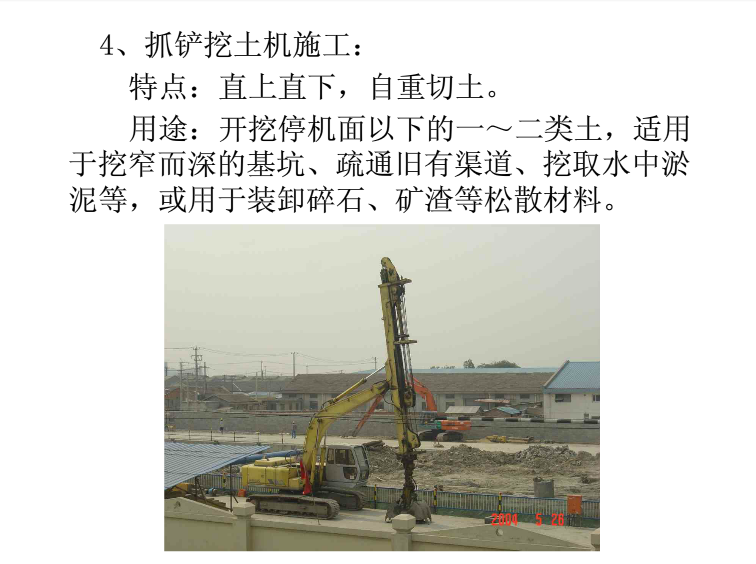 4、抓铲挖土机施工：
特点：直上直下，自重切土。
用途：开挖停机面以下的一～二类土，适用
于挖窄而深的基坑、疏通旧有渠道、挖取水中淤
泥等，或用于装卸碎石、矿渣等松散材料。
2004 5 26